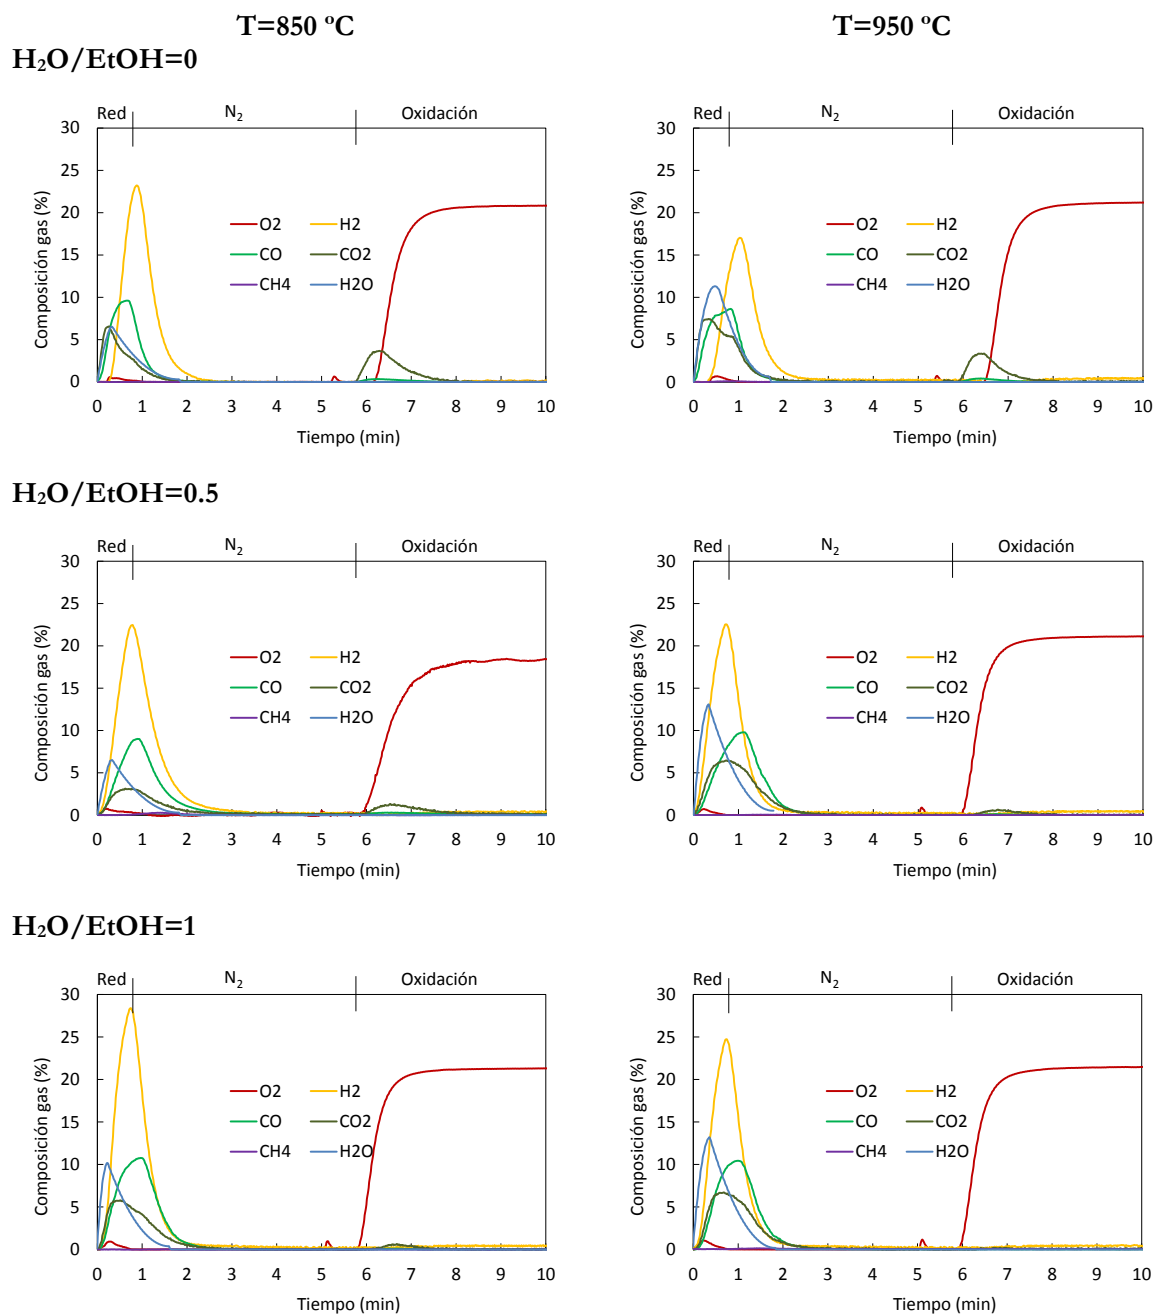 T=850 ºC
T=950 ºC
H₂O/EtOH=0
Red N₂ Oxidación
30
25
20
15
10
5
0
Composición gas (%)
O2 H2
CO CO2
CH4 H2O
0 1 2 3 4 5 6 7 8 9 10
Tiempo (min)
Red N₂ Oxidación
30
25
20
15
10
5
0
Composición gas (%)
O2 H2
CO CO2
CH4 H2O
0 1 2 3 4 5 6 7 8 9 10
Tiempo (min)
H₂O/EtOH=0.5
Red N₂ Oxidación
30
25
20
15
10
5
0
Composición gas (%)
O2 H2
CO CO2
CH4 H2O
0 1 2 3 4 5 6 7 8 9 10
Tiempo (min)
Red N₂ Oxidación
30
25
20
15
10
5
0
Composición gas (%)
O2 H2
CO CO2
CH4 H2O
0 1 2 3 4 5 6 7 8 9 10
Tiempo (min)
H₂O/EtOH=1
Red N₂ Oxidación
30
25
20
15
10
5
0
Composición gas (%)
O2 H2
CO CO2
CH4 H2O
0 1 2 3 4 5 6 7 8 9 10
Tiempo (min)
Red N₂ Oxidación
30
25
20
15
10
5
0
Composición gas (%)
O2 H2
CO CO2
CH4 H2O
0 1 2 3 4 5 6 7 8 9 10
Tiempo (min)